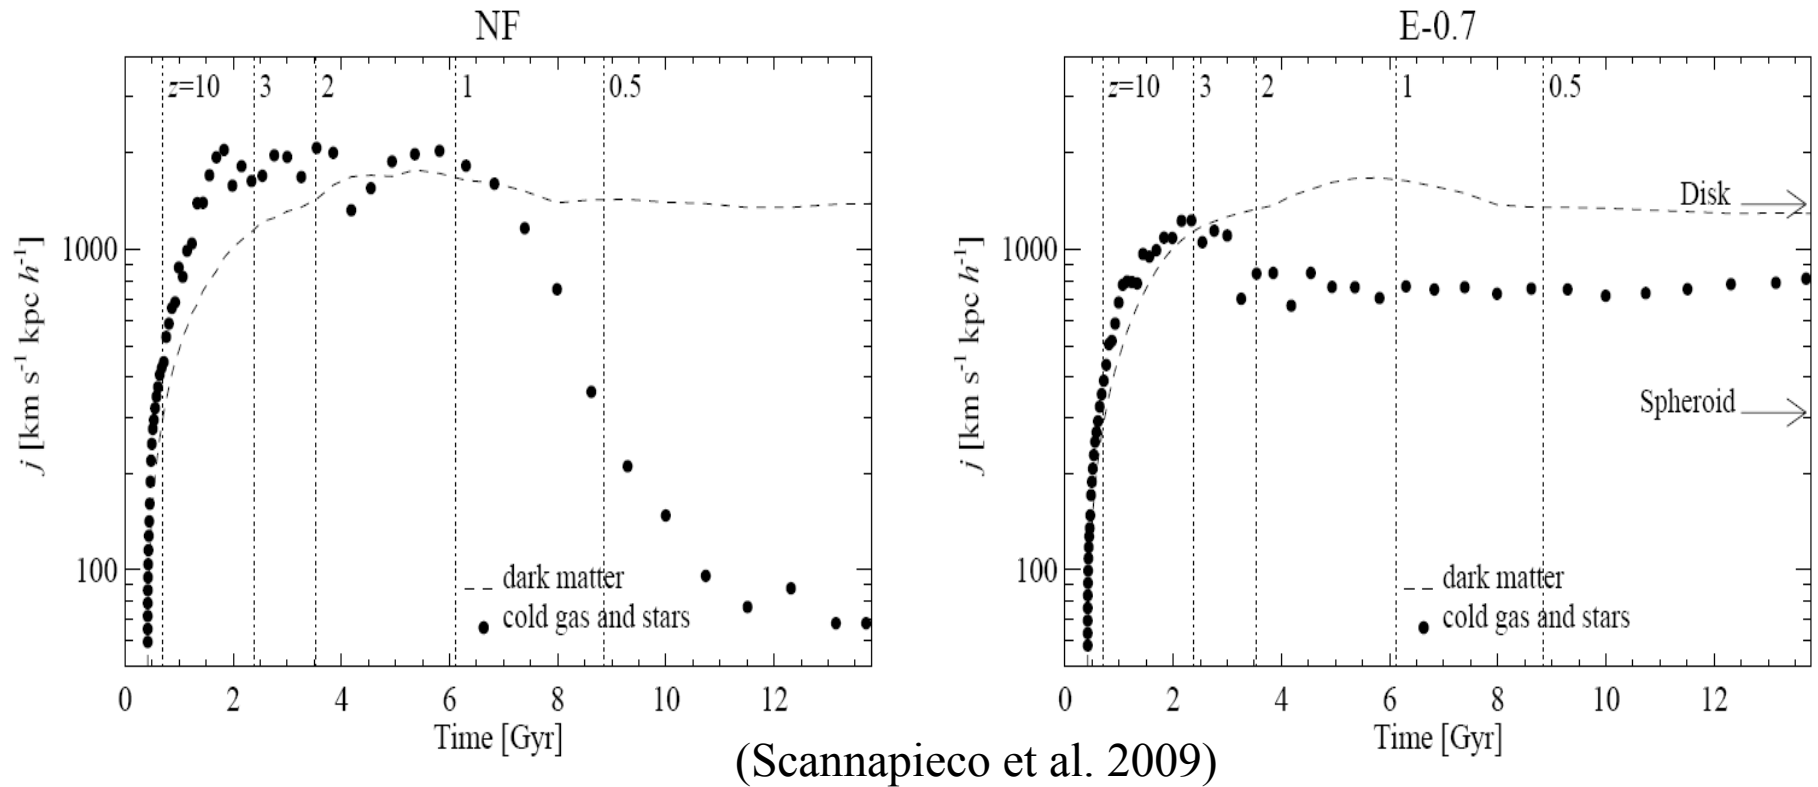 NF
z=10 3 2 1 0.5
1000
100
j [km s⁻¹ kpc h⁻¹]
dark matter
cold gas and stars
0 2 4 6 8 10 12
Time [Gyr]
E-0.7
z=10 3 2 1 0.5
Disk
1000
Spheroid
100
j [km s⁻¹ kpc h⁻¹]
dark matter
cold gas and stars
0 2 4 6 8 10 12
Time [Gyr]
(Scannapieco et al. 2009)